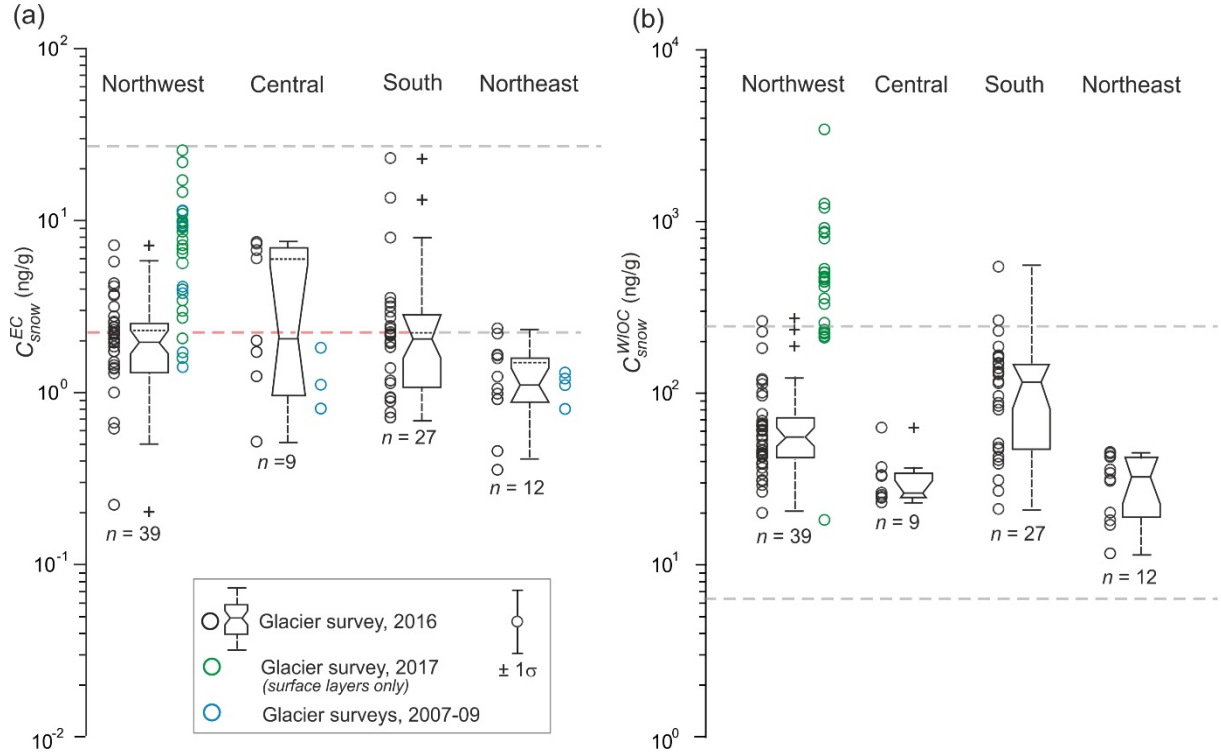 (a)
10²
Northwest Central South Northeast
10¹
C_snow^EC (ng/g)
10⁰
n = 39
n =9
n = 27
n = 12
10⁻¹
10⁻²
Glacier survey, 2016
± 1σ
Glacier survey, 2017
(surface layers only)
Glacier surveys, 2007-09
(b)
10⁴
Northwest Central South Northeast
10³
C_snow^WIOC (ng/g)
10²
n = 39
n = 9
n = 27
n = 12
10¹
10⁰